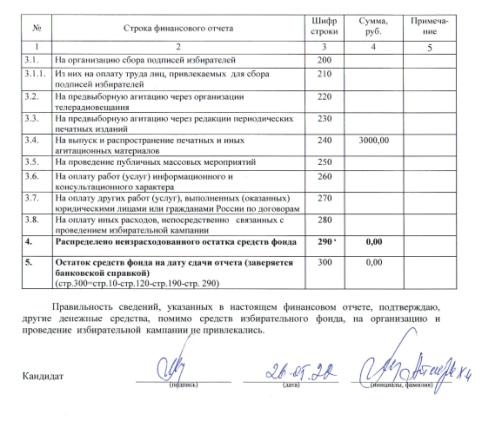 № Строка финансового отчета Шифр строки Сумма, руб. Примеча-ние
1 2 3 4 5
3.1. На организацию сбора подписей избирателей 200
3.1.1. Из них на оплату труда лиц, привлекаемых для сбора
подписей избирателей 210
3.2. На предвыборную агитацию через организации
телерадиовещания 220
3.3. На предвыборную агитацию через редакции периодических
печатных изданий 230
3.4. На выпуск и распространение печатных и иных
агитационных материалов 240 3000,00
3.5. На проведение публичных массовых мероприятий 250
3.6. На оплату работ (услуг) информационного и
консультационного характера 260
3.7. На оплату других работ (услуг), выполненных (оказанных)
юридическими лицами или гражданами России по договорам 270
3.8. На оплату иных расходов, непосредственно связанных с
проведением избирательной кампании 280
4. Распределено неизрасходованного остатка средств фонда 290 0,00
5. Остаток средств фонда на дату сдачи отчета (заверяется
банковской справкой)
(стр.300=стр.10-стр.120-стр.190-стр. 290) 300 0,00
Правильность сведений, указанных в настоящем финансовом отчете, подтверждаю,
другие денежные средства, помимо средств избирательного фонда, на организацию и
проведение избирательной кампании не привлекались.
Кандидат
(подпись) (дата) (инициалы, фамилия)